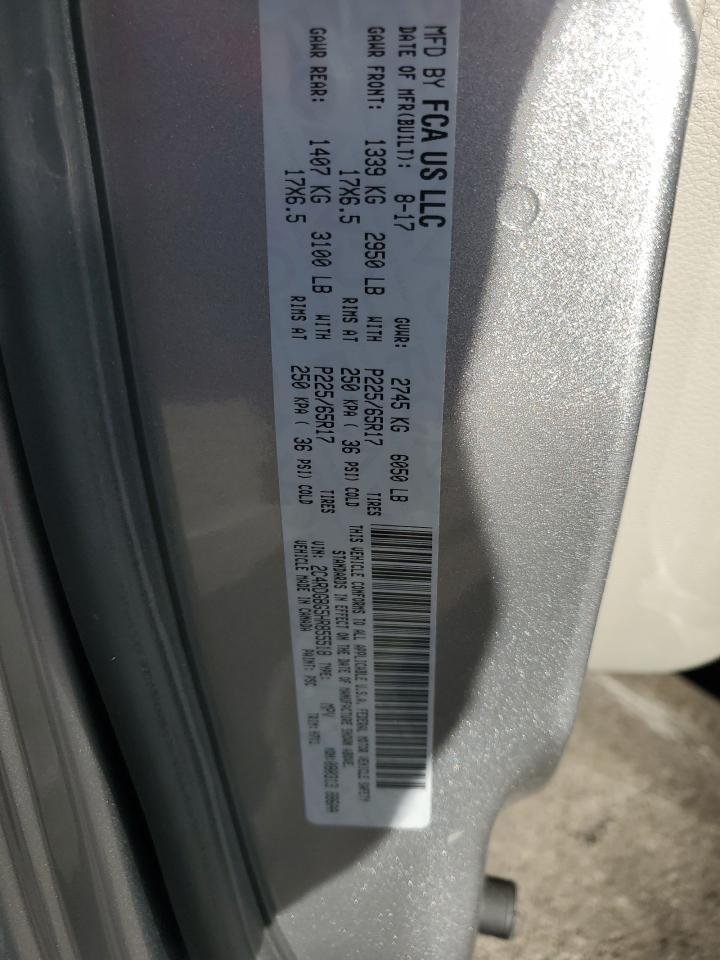 MFD BY FCA US LLC
DATE OF MFR(BUILT): 8-17 GVWR: 2745 KG 6050 LB
GAWR FRONT: 1339 KG 2950 LB WITH P225/65R17 TIRES
17X6.5 RIMS AT 250 KPA ( 36 PSI) COLD
GAWR REAR: 1407 KG 3100 LB WITH P225/65R17 TIRES
17X6.5 RIMS AT 250 KPA ( 36 PSI) COLD
THIS VEHICLE CONFORMS TO ALL APPLICABLE U.S.A. FEDERAL MOTOR VEHICLE SAFETY
STANDARDS IN EFFECT ON THE DATE OF MANUFACTURE SHOWN ABOVE.
VIN: 2C4RDGBG5HR855518 TYPE: MPV
VEHICLE MADE IN CANADA PAINT: PSC TRIM: